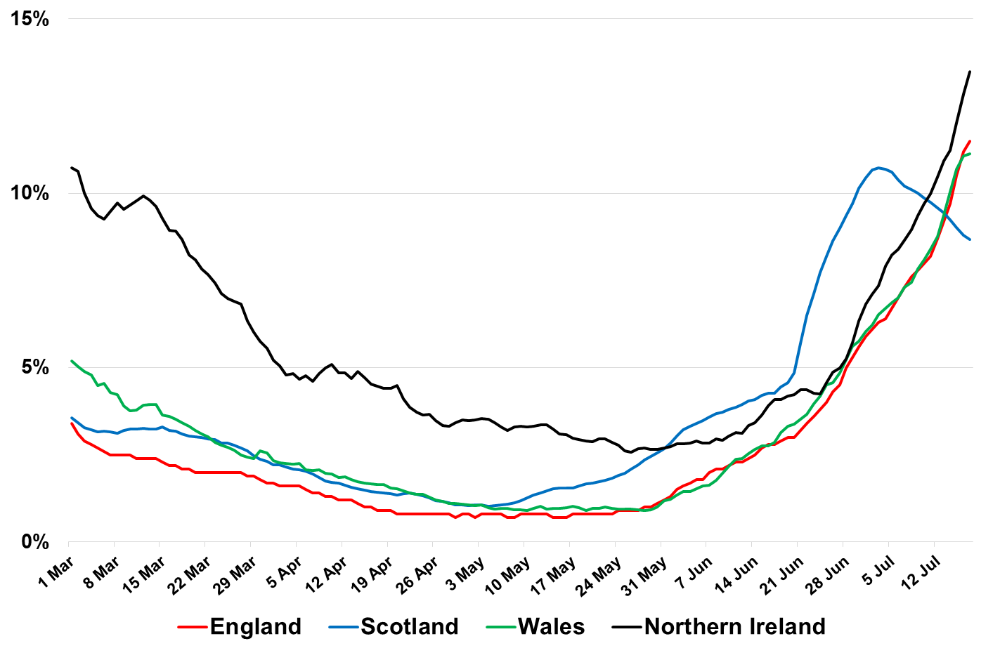 15%
10%
5%
0%
1 Mar
8 Mar
15 Mar
22 Mar
29 Mar
5 Apr
12 Apr
19 Apr
26 Apr
3 May
10 May
17 May
24 May
31 May
7 Jun
14 Jun
21 Jun
28 Jun
5 Jul
12 Jul
England Scotland Wales Northern Ireland